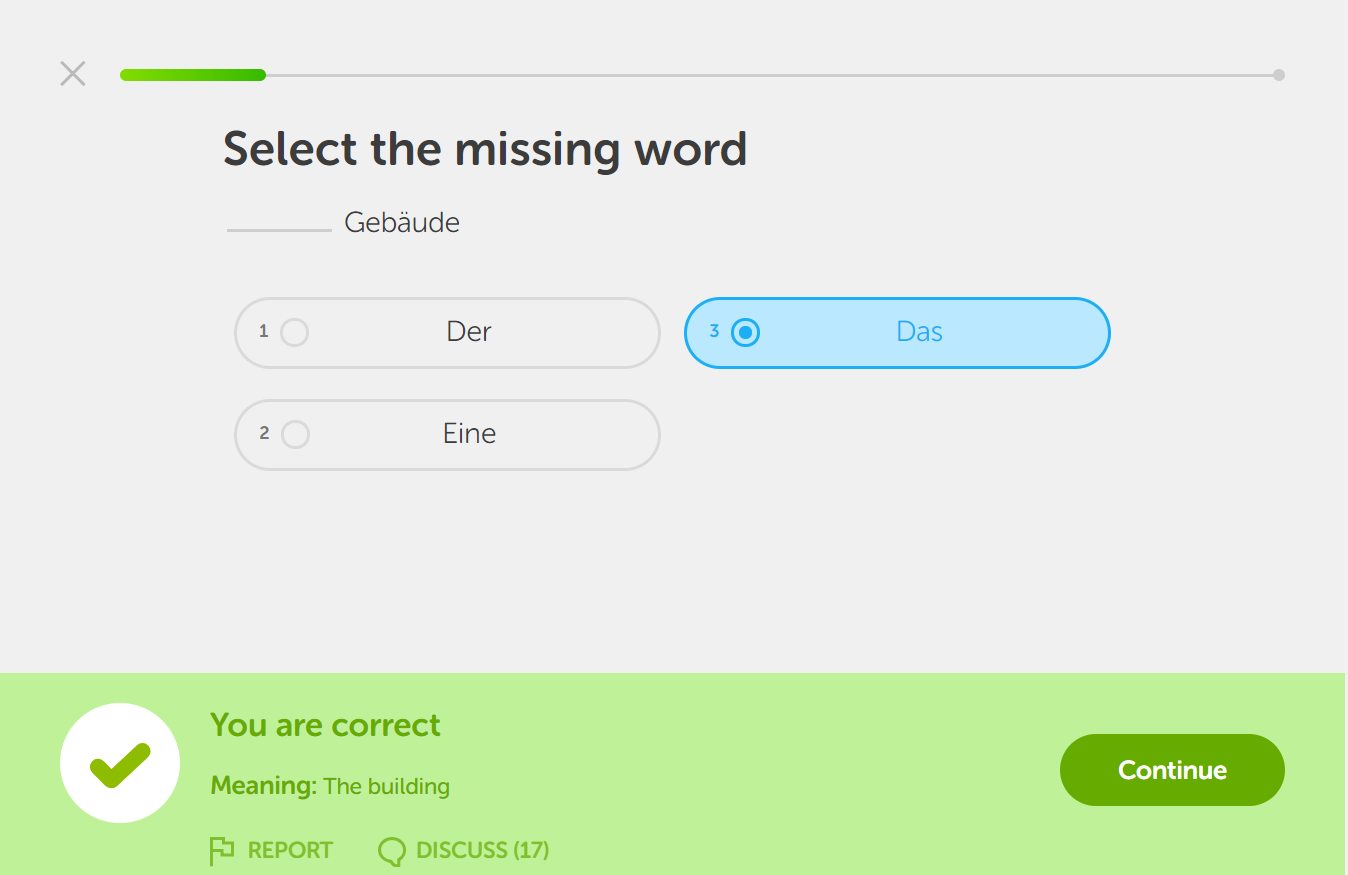 Select the missing word
Gebäude
1 Der
3 Das
2 Eine
You are correct
Meaning: The building
Continue
REPORT DISCUSS (17)